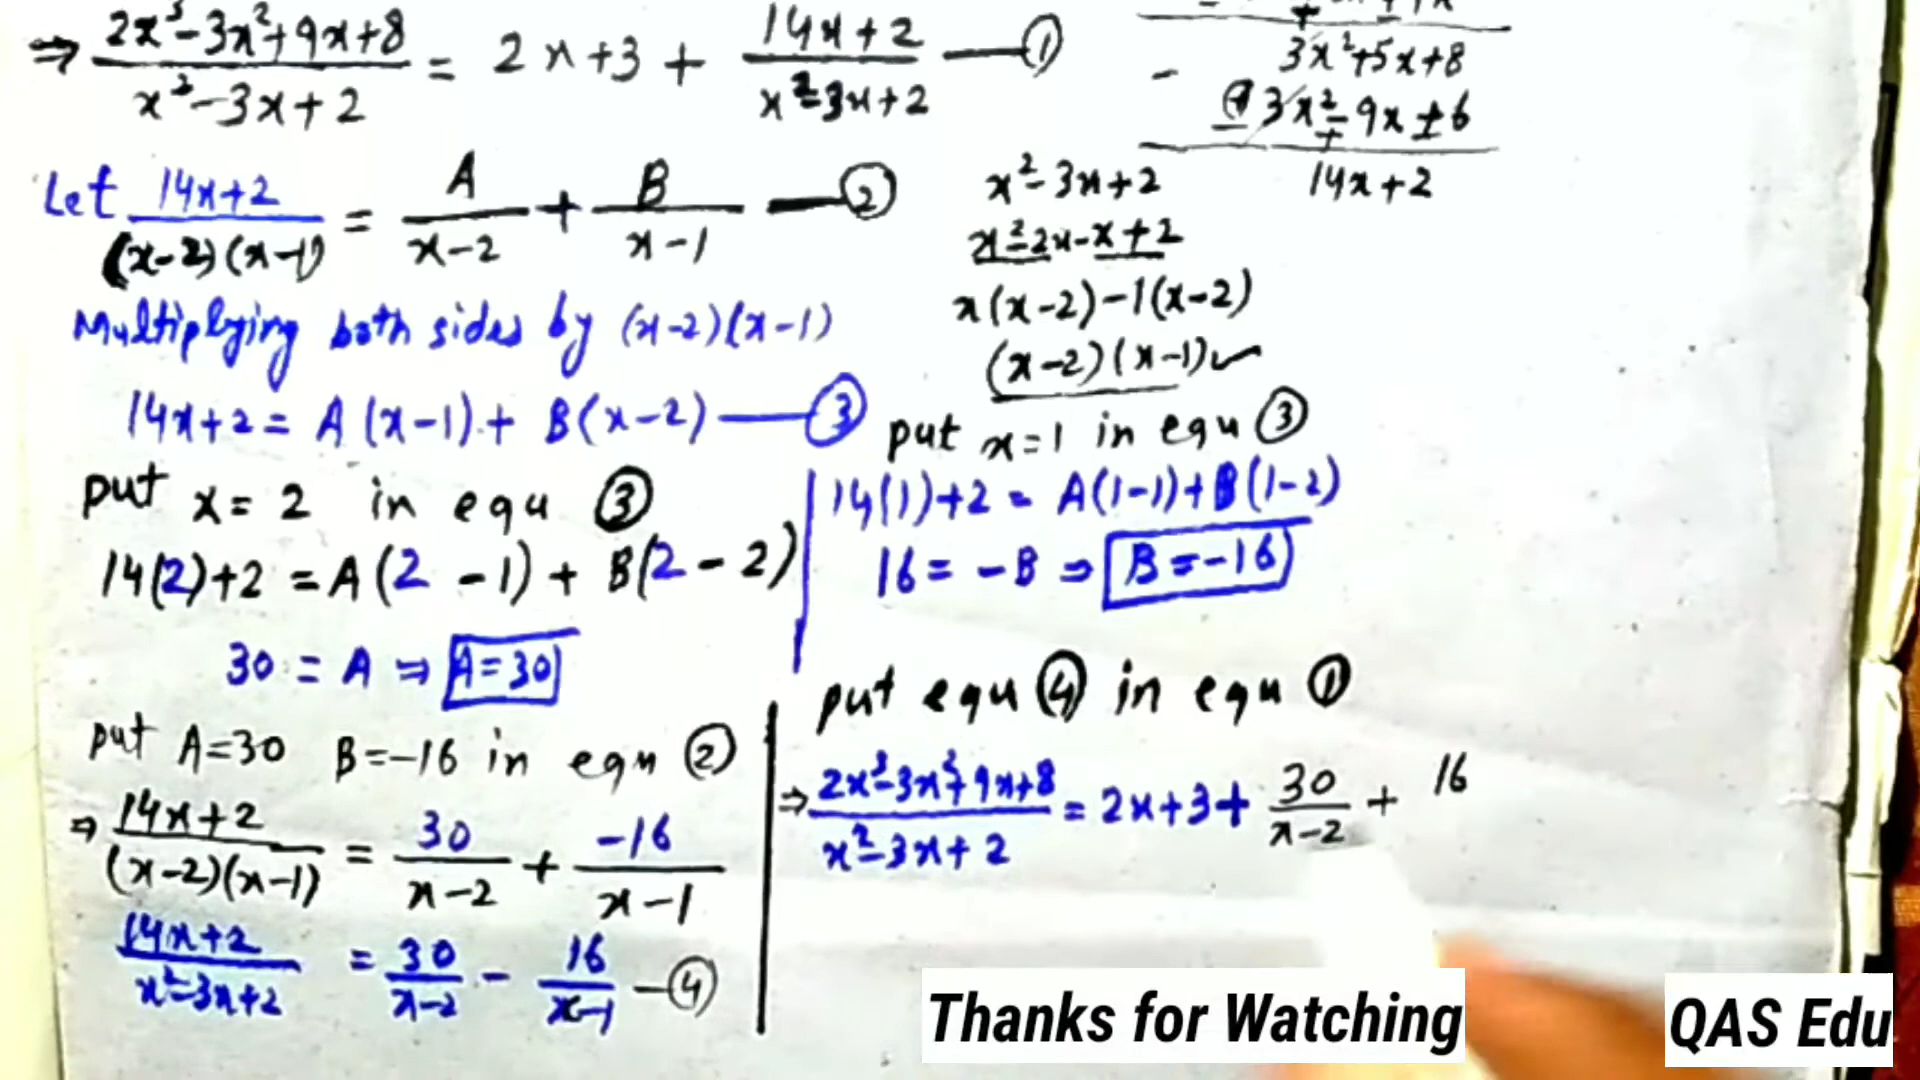 ⇒ 2x³-3x²+9x+8 / x²-3x+2 = 2x+3 + 14x+2 / x²-3x+2 — ①
3x²+5x+8
3x²-9x+6
14x+2
Let 14x+2 / (x-2)(x-1) = A / x-2 + B / x-1 — ②
Multiplying both sides by (x-2)(x-1)
14x+2 = A(x-1) + B(x-2) — ③
x²-3x+2
x²-2x-x+2
x(x-2)-1(x-2)
(x-2)(x-1)✓
put x = 2 in equ ③
14(2)+2 = A(2 - 1) + B(2 - 2)
30 = A ⇒ A=30
put x=1 in equ ③
14(1)+2 = A(1-1)+B(1-2)
16 = -B ⇒ B=-16
put A=30 B=-16 in equ ②
⇒ 14x+2 / (x-2)(x-1) = 30 / x-2 + -16 / x-1
14x+2 / x²-3x+2 = 30 / x-2 - 16 / x-1 — ④
put equ ④ in equ ①
⇒ 2x³-3x²+9x+8 / x²-3x+2 = 2x+3+ 30 / x-2 + 16
Thanks for Watching
QAS Edu